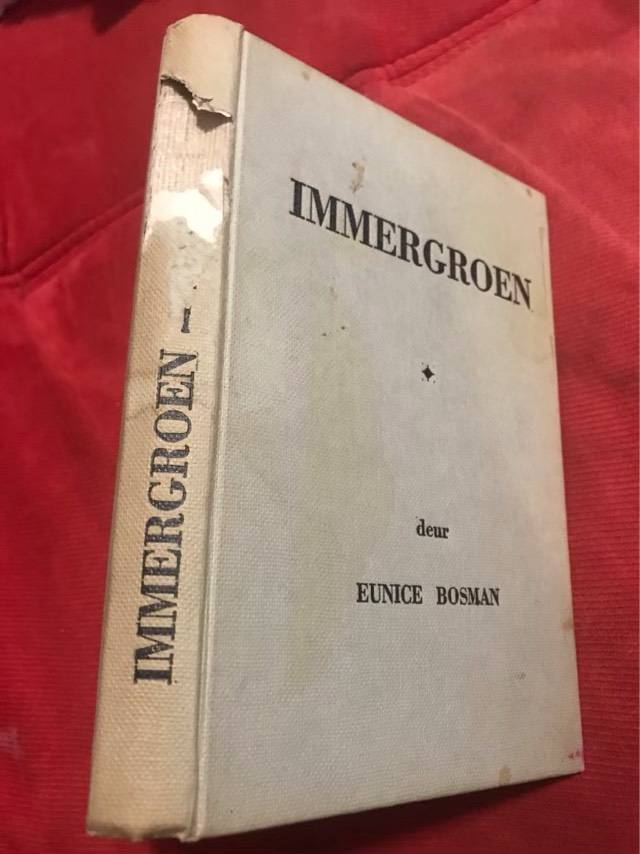 IMMERGROEN
deur
EUNICE BOSMAN
IMMERGROEN —